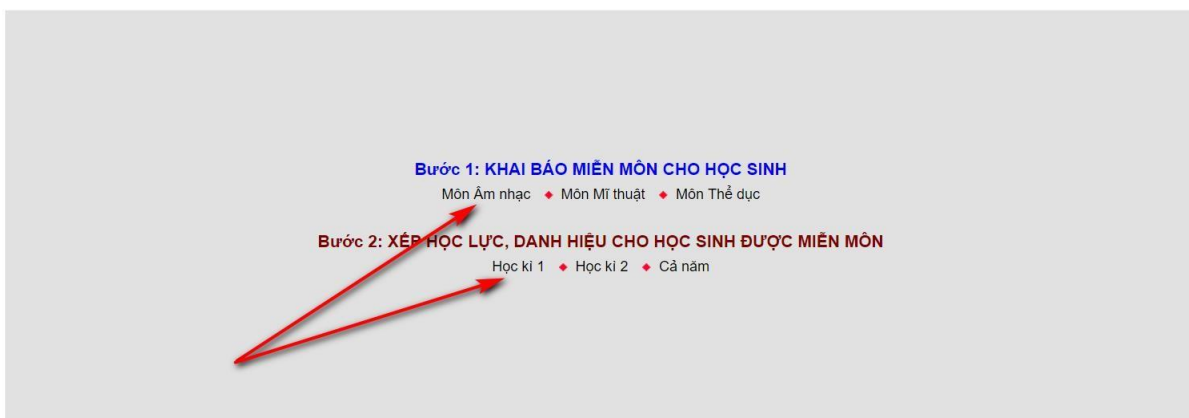 Bước 1: KHAI BÁO MIỄN MÔN CHO HỌC SINH
Môn Âm nhạc ◆ Môn Mĩ thuật ◆ Môn Thể dục
Bước 2: XẾP HỌC LỰC, DANH HIỆU CHO HỌC SINH ĐƯỢC MIỄN MÔN
Học kì 1 ◆ Học kì 2 ◆ Cả năm